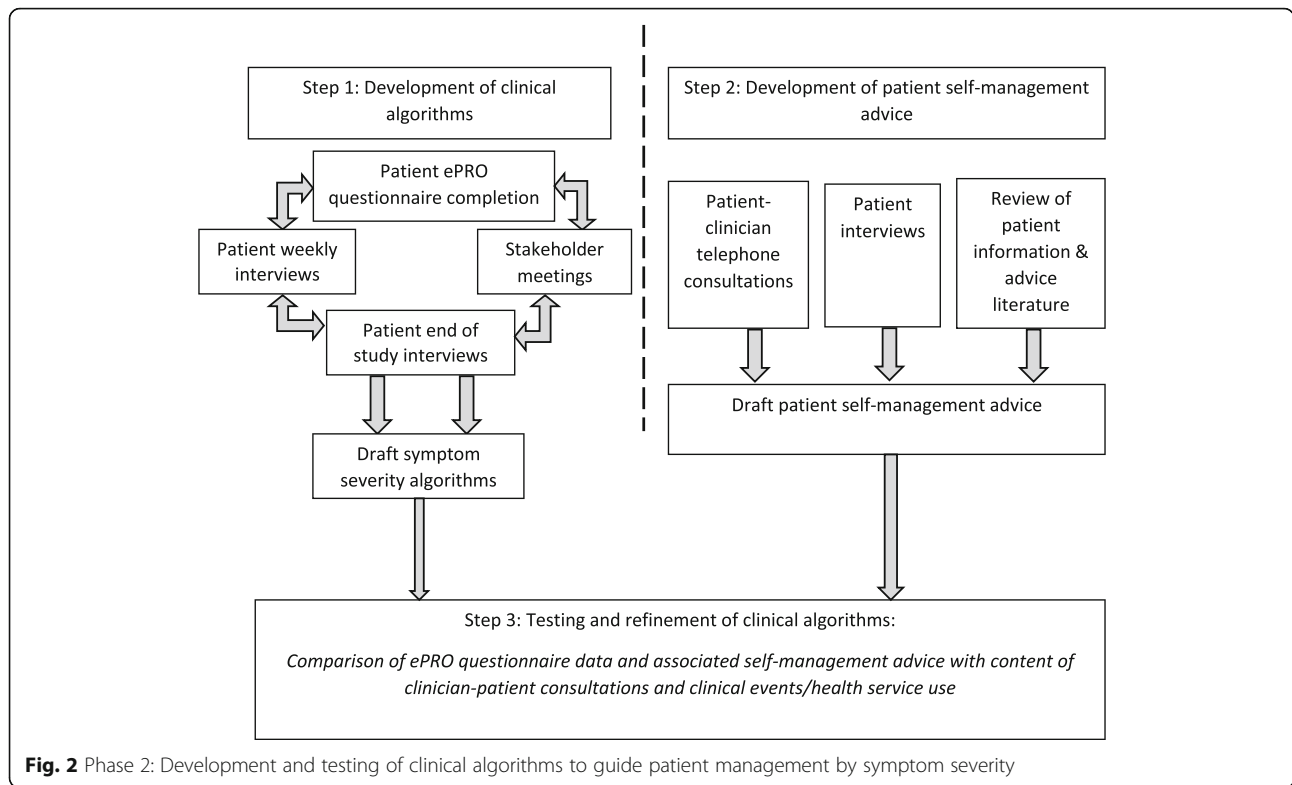 Step 1: Development of clinical
algorithms
Step 2: Development of patient self-management
advice
Patient ePRO
questionnaire completion
Patient weekly
interviews
Stakeholder
meetings
Patient end of
study interviews
Draft symptom
severity algorithms
Patient-
clinician
telephone
consultations
Patient
interviews
Review of
patient
information &
advice
literature
Draft patient self-management advice
Step 3: Testing and refinement of clinical algorithms:
Comparison of ePRO questionnaire data and associated self-management advice with content of
clinician-patient consultations and clinical events/health service use
Fig. 2 Phase 2: Development and testing of clinical algorithms to guide patient management by symptom severity